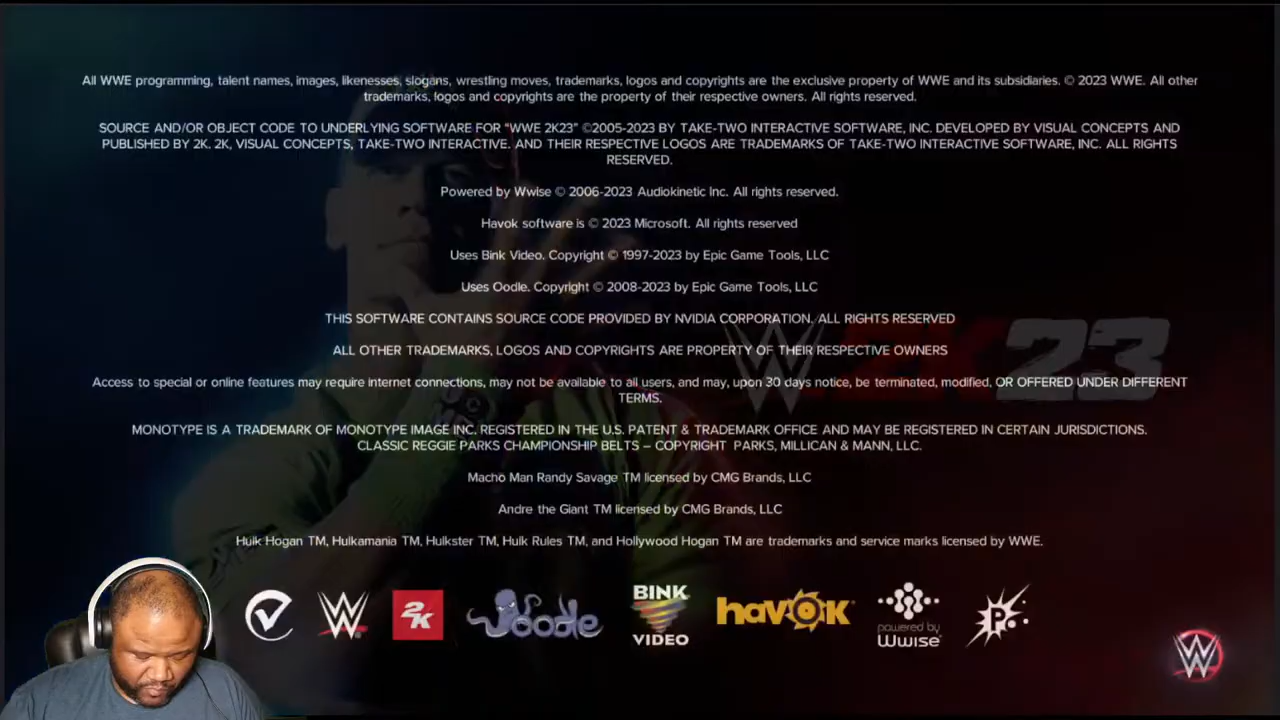 All WWE programming, talent names, images, likenesses, slogans, wrestling moves, trademarks, logos and copyrights are the exclusive property of WWE and its subsidiaries. © 2023 WWE. All other
trademarks, logos and copyrights are the property of their respective owners. All rights reserved.
SOURCE AND/OR OBJECT CODE TO UNDERLYING SOFTWARE FOR "WWE 2K23" ©2005-2023 BY TAKE-TWO INTERACTIVE SOFTWARE, INC. DEVELOPED BY VISUAL CONCEPTS AND
PUBLISHED BY 2K. 2K, VISUAL CONCEPTS, TAKE-TWO INTERACTIVE. AND THEIR RESPECTIVE LOGOS ARE TRADEMARKS OF TAKE-TWO INTERACTIVE SOFTWARE, INC. ALL RIGHTS
RESERVED.
Powered by Wwise © 2006-2023 Audiokinetic Inc. All rights reserved.
Havok software is © 2023 Microsoft. All rights reserved
Uses Bink Video. Copyright © 1997-2023 by Epic Game Tools, LLC
Uses Oodle. Copyright © 2008-2023 by Epic Game Tools, LLC
THIS SOFTWARE CONTAINS SOURCE CODE PROVIDED BY NVIDIA CORPORATION. ALL RIGHTS RESERVED
ALL OTHER TRADEMARKS, LOGOS AND COPYRIGHTS ARE PROPERTY OF THEIR RESPECTIVE OWNERS
W 2K23
Access to special or online features may require internet connections, may not be available to all users, and may, upon 30 days notice, be terminated, modified, OR OFFERED UNDER DIFFERENT
TERMS.
MONOTYPE IS A TRADEMARK OF MONOTYPE IMAGE INC. REGISTERED IN THE U.S. PATENT & TRADEMARK OFFICE AND MAY BE REGISTERED IN CERTAIN JURISDICTIONS.
CLASSIC REGGIE PARKS CHAMPIONSHIP BELTS – COPYRIGHT PARKS, MILLICAN & MANN, LLC.
Macho Man Randy Savage TM licensed by CMG Brands, LLC
Andre the Giant TM licensed by CMG Brands, LLC
Hulk Hogan TM, Hulkamania TM, Hulkster TM, Hulk Rules TM, and Hollywood Hogan TM are trademarks and service marks licensed by WWE.
W 2K oodle BINK VIDEO havok powered by Wwise P
W